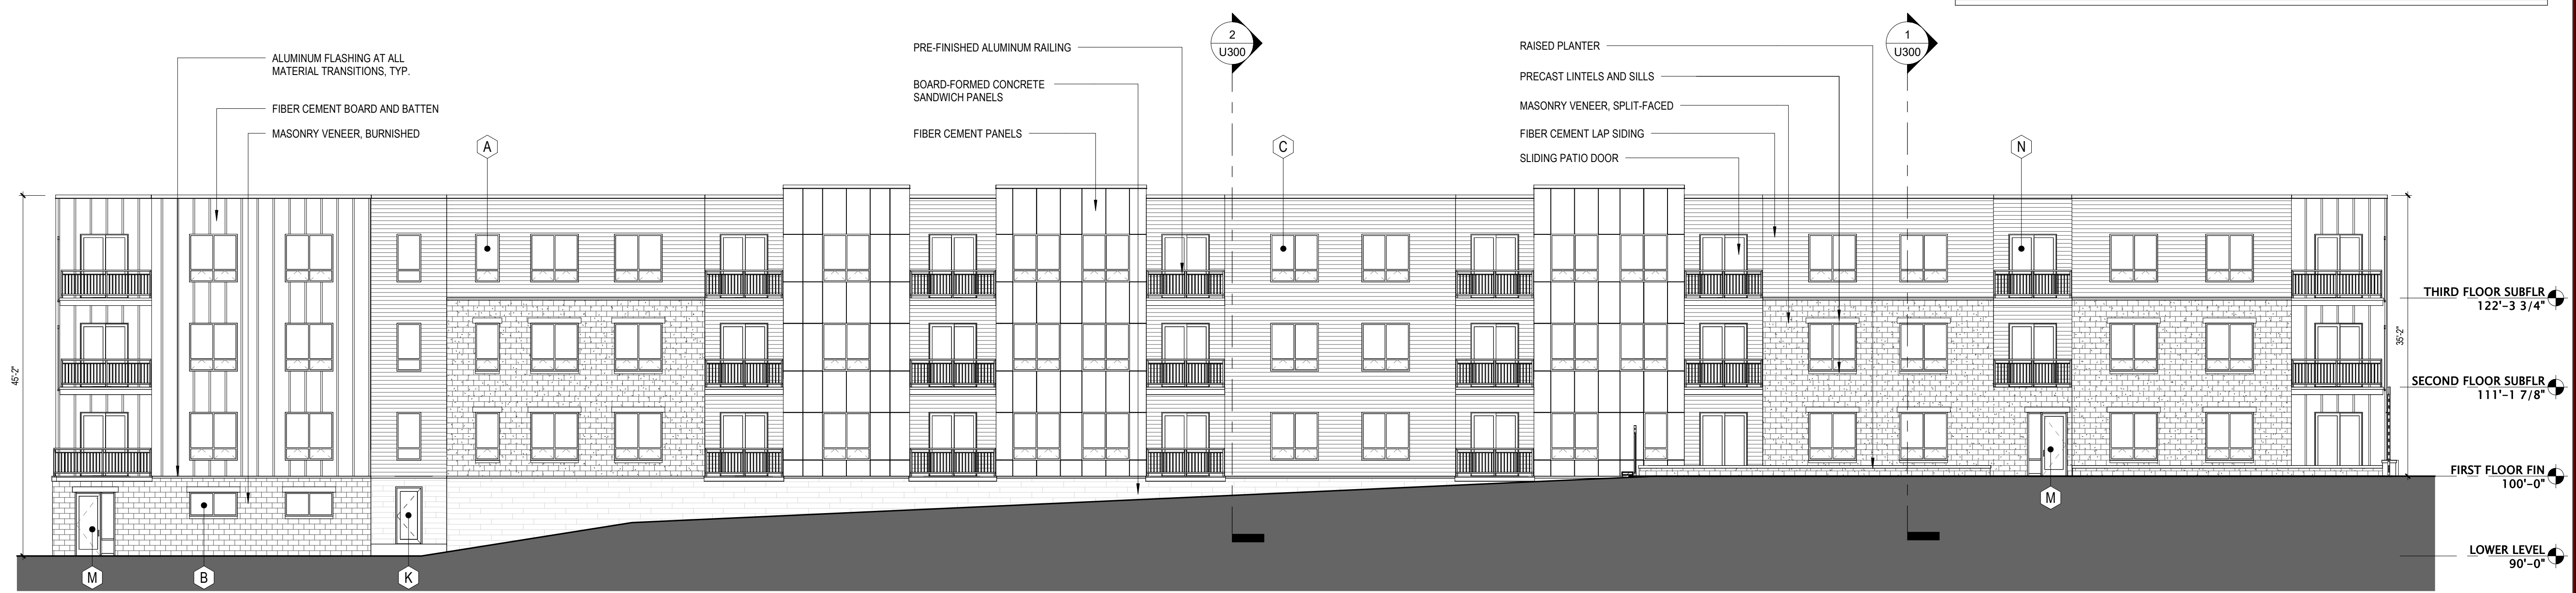 ALUMINUM FLASHING AT ALL
MATERIAL TRANSITIONS, TYP.
FIBER CEMENT BOARD AND BATTEN
MASONRY VENEER, BURNISHED
A
PRE-FINISHED ALUMINUM RAILING
BOARD-FORMED CONCRETE
SANDWICH PANELS
FIBER CEMENT PANELS
2
U300
C
RAISED PLANTER
PRECAST LINTELS AND SILLS
MASONRY VENEER, SPLIT-FACED
FIBER CEMENT LAP SIDING
SLIDING PATIO DOOR
1
U300
N
45'-2"
35'-2"
THIRD FLOOR SUBFLR
122'-3 3/4"
SECOND FLOOR SUBFLR
111'-1 7/8"
FIRST FLOOR FIN
100'-0"
LOWER LEVEL
90'-0"
M
B
K
M